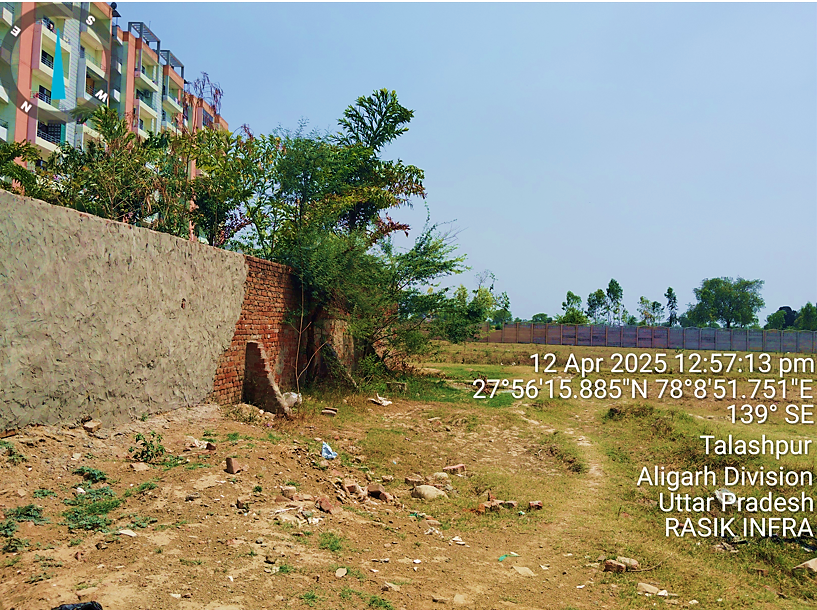 S
E
W
N
12 Apr 2025 12:57:13 pm
27°56'15.885"N 78°8'51.751"E
139° SE
Talashpur
Aligarh Division
Uttar Pradesh
RASIK INFRA